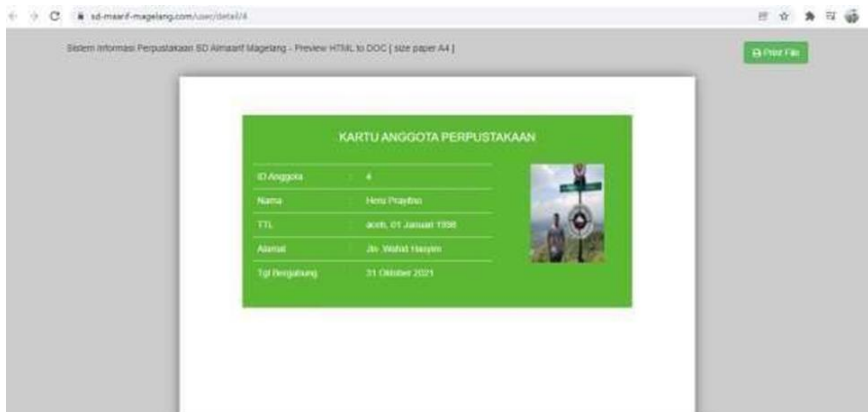 sd-maarif-magelang.com/user/detail/4
Sistem Informasi Perpustakaan SD Almaarif Magelang - Preview HTML to DOC [ size paper A4 ]
Print File
KARTU ANGGOTA PERPUSTAKAAN
ID Anggota : 4
Nama : Heru Prayitno
TTL : aceh, 01 Januari 1998
Alamat : Jln. Wahid Hasyim
Tgl Bergabung : 31 Oktober 2021